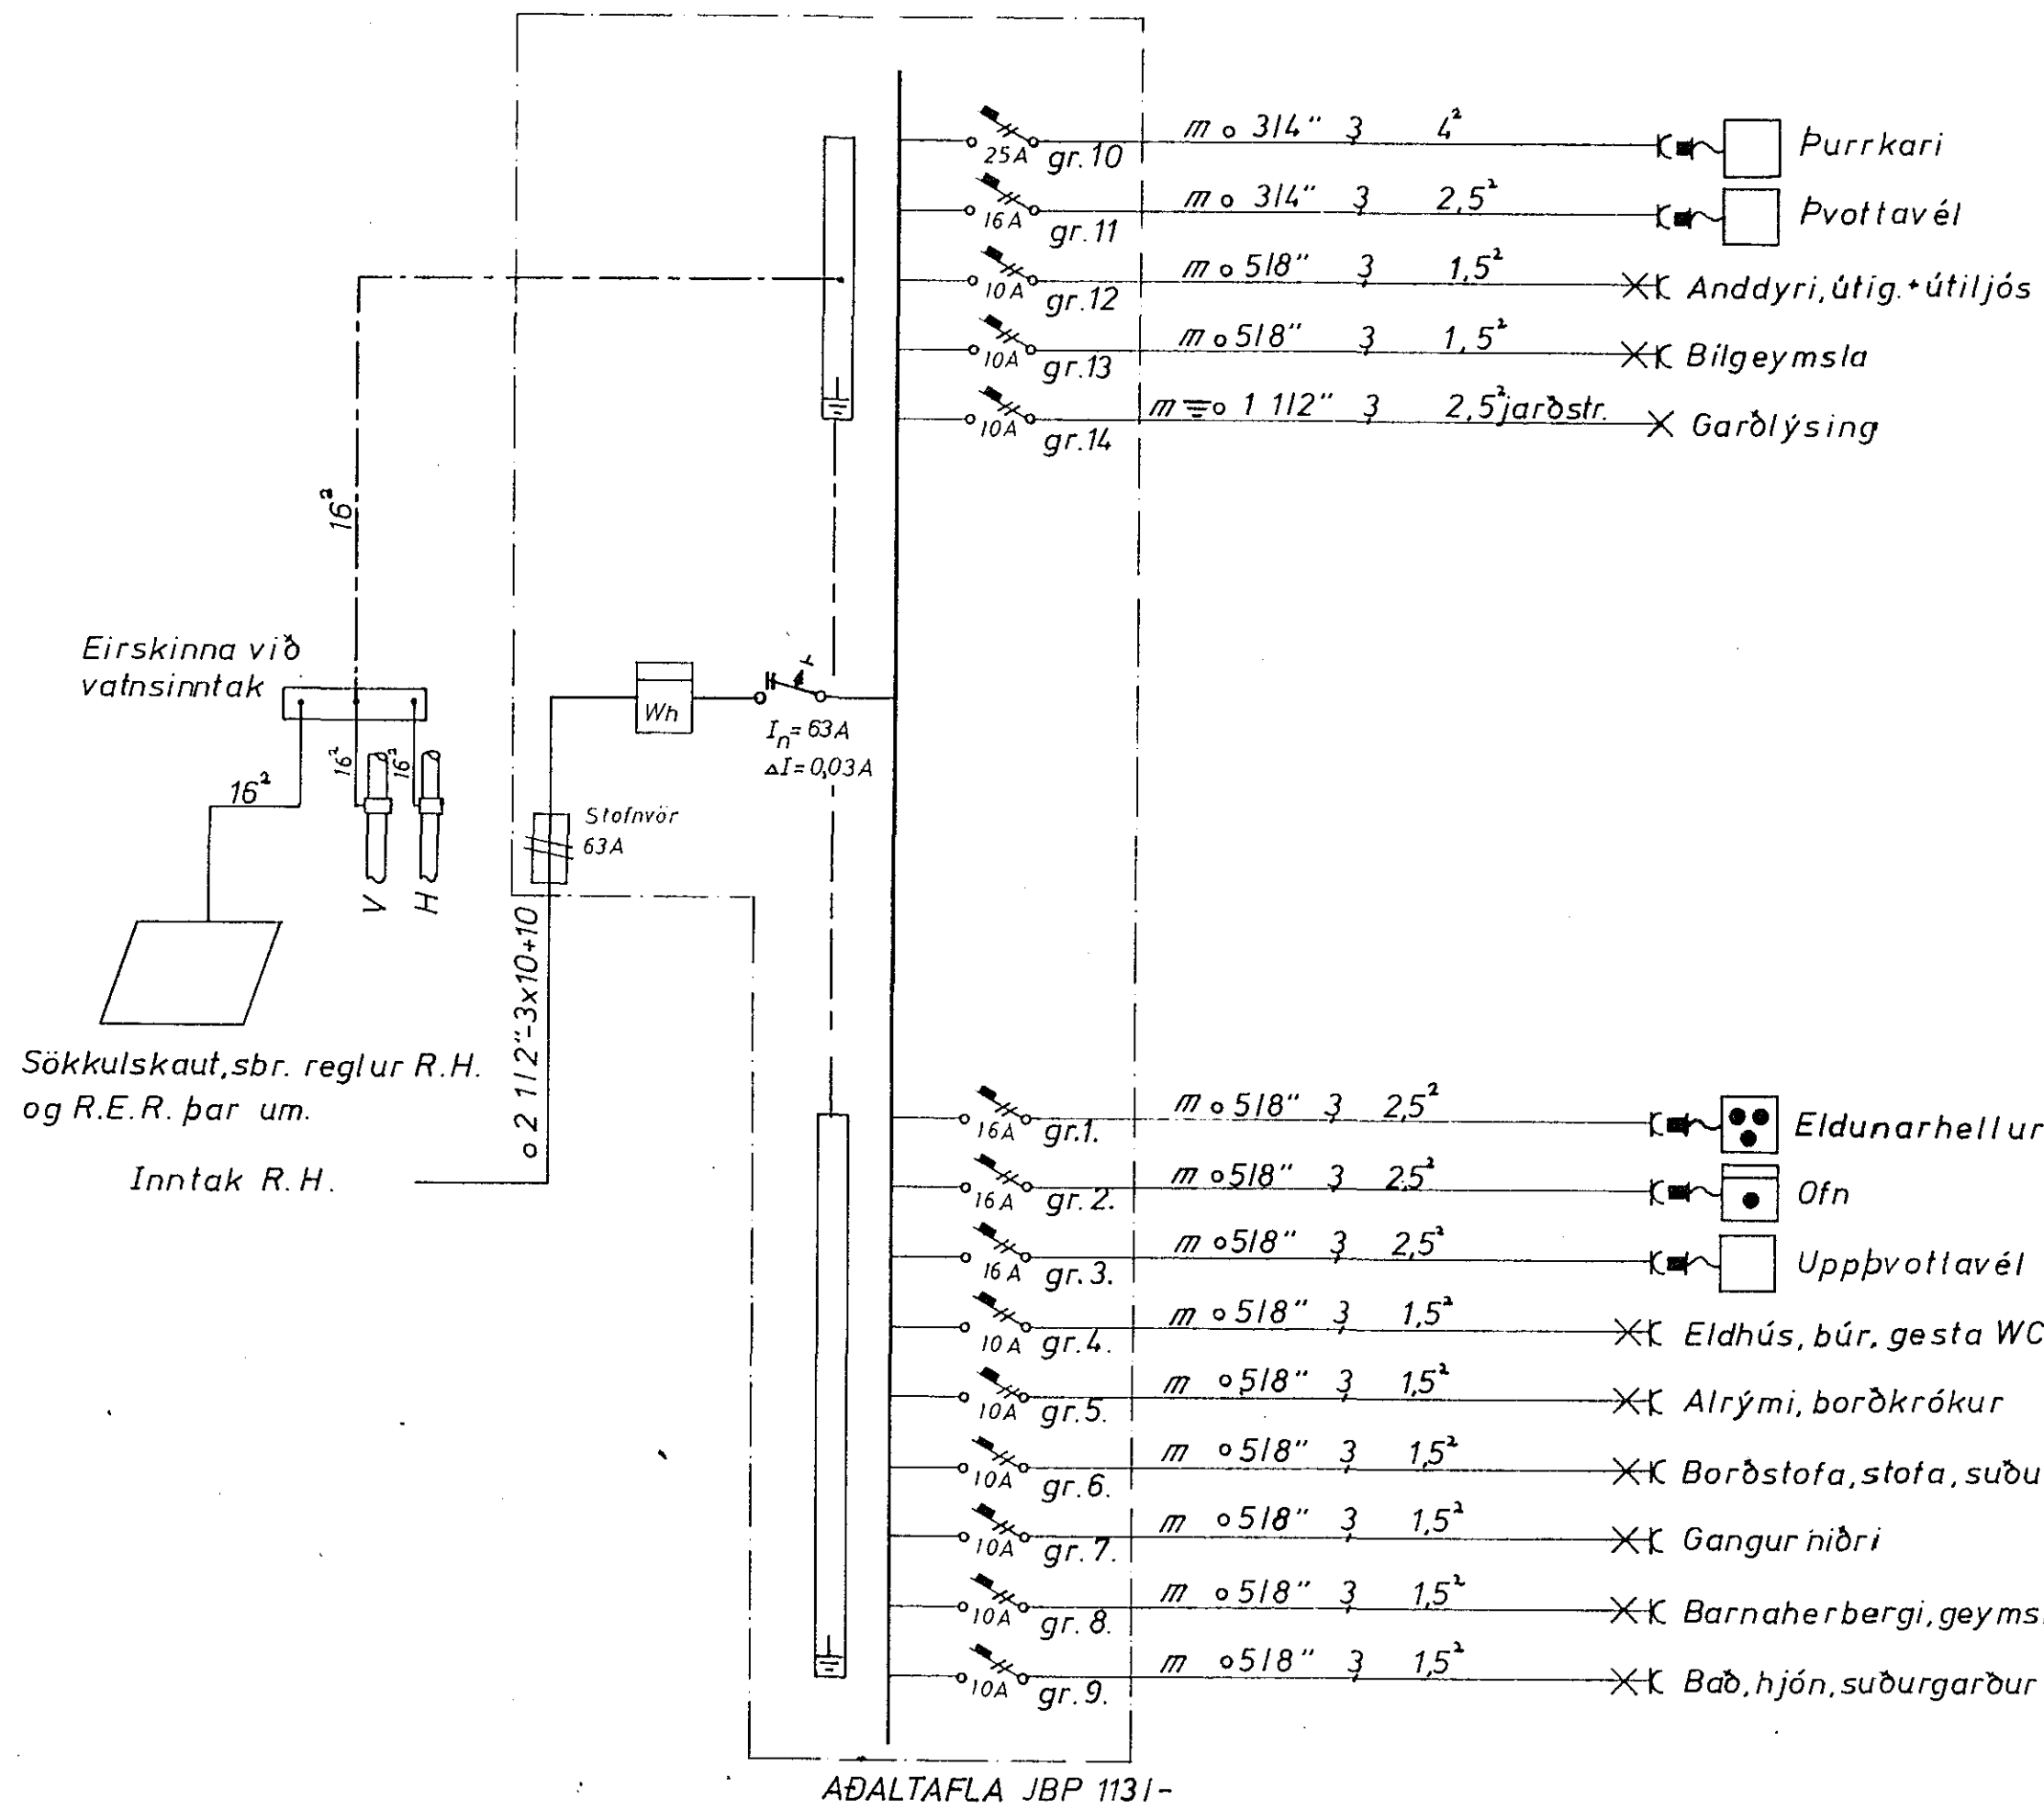 m o 3/4" 3 4²
25A gr.10
Þurrkari
m o 3/4" 3 2,5²
16A gr.11
Þvottavél
m o 5/8" 3 1,5²
10A gr.12
Anddyri, útig.+útiljós
m o 5/8" 3 1,5²
10A gr.13
Bílgeymsla
m o 1 1/2" 3 2,5² jarðstr.
10A gr.14
Garðlýsing
16²
Eirskinna við
vatnsinntak
16²
16²
16²
V
H
Wh
In=63A
ΔI=0,03A
Stofnvör
63A
o 2 1/2"-3x10+10
Sökkulskaut, sbr. reglur R.H.
og R.E.R. þar um.
Inntak R.H.
m o 5/8" 3 2,5²
16A gr.1.
Eldunarhellur
m o 5/8" 3 2,5²
16A gr.2.
Ofn
m o 5/8" 3 2,5²
16A gr.3.
Uppþvottavél
m o 5/8" 3 1,5²
10A gr.4.
Eldhús, búr, gesta WC
m o 5/8" 3 1,5²
10A gr.5.
Alrými, borðkrókur
m o 5/8" 3 1,5²
10A gr.6.
Borðstofa, stofa, suðu
m o 5/8" 3 1,5²
10A gr.7.
Gangur niðri
m o 5/8" 3 1,5²
10A gr.8.
Barnaherbergi, geyms
m o 5/8" 3 1,5²
10A gr.9.
Bað, hjón, suðurgarður
AÐALTAFLA JBP 113/-